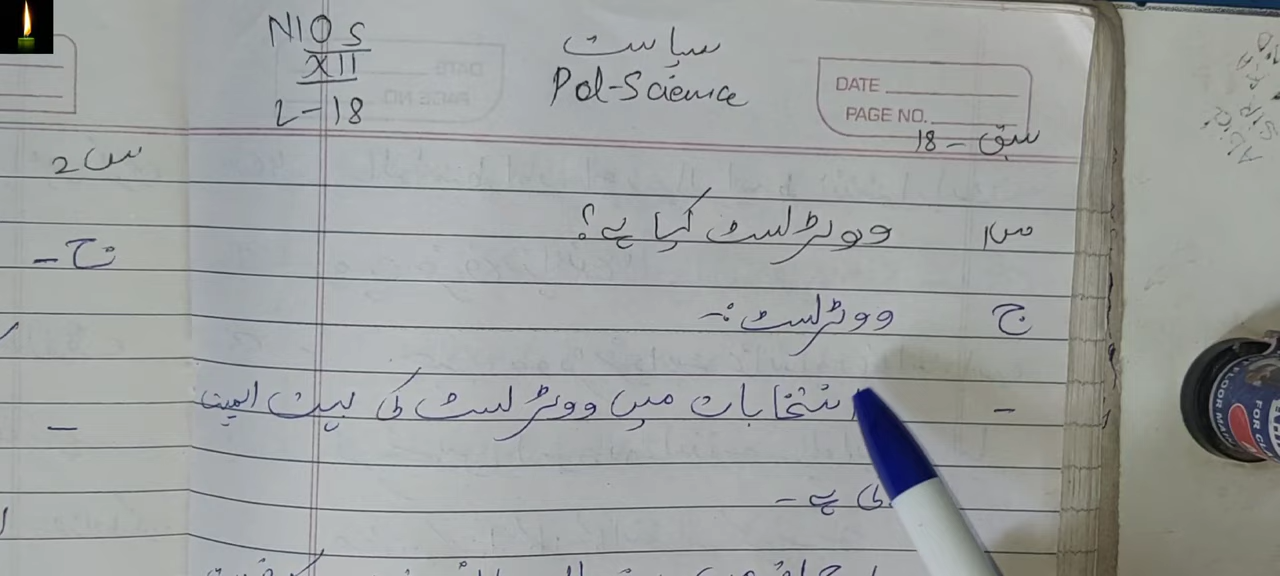 NIOS
XII
L-18
سیاست
Pol-Science
DATE
PAGE NO.
سبق - 18
س1 ووٹر لسٹ کیا ہے؟
ج ووٹر لسٹ :-
- انتخابات میں ووٹر لسٹ کی بہت اہمیت
ہے -
س 2
ج -
-